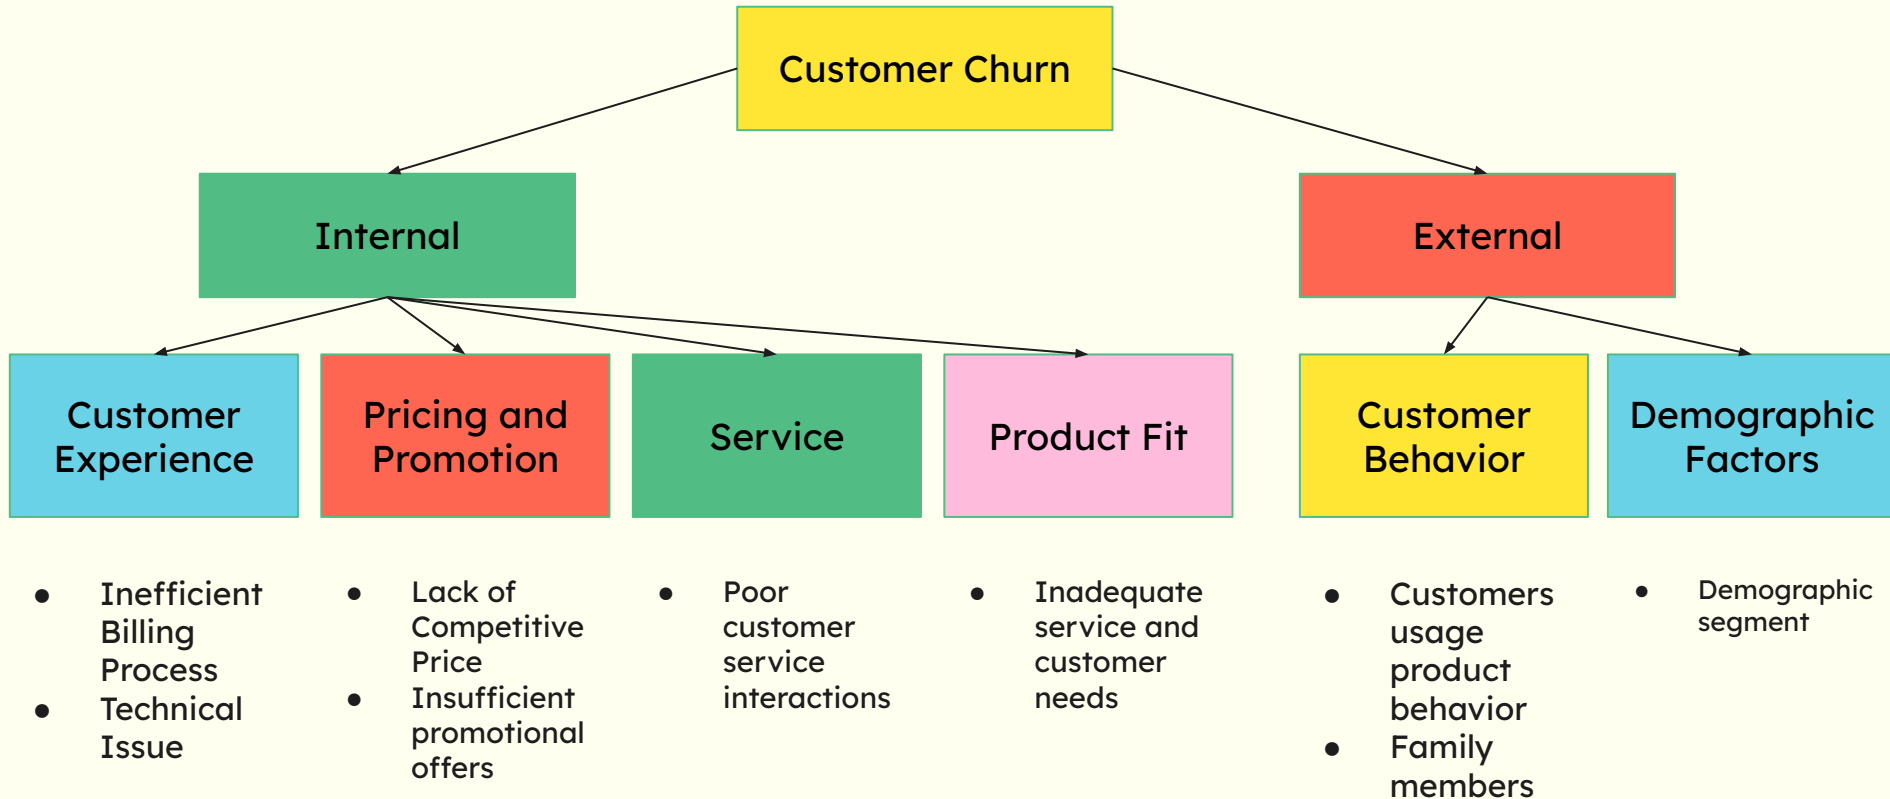 Customer Churn
Internal
External
Customer
Experience
Pricing and
Promotion
Service
Product Fit
Customer
Behavior
Demographic
Factors
● Inefficient
Billing
Process
● Technical
Issue
● Lack of
Competitive
Price
● Insufficient
promotional
offers
● Poor
customer
service
interactions
● Inadequate
service and
customer
needs
● Customers
usage
product
behavior
● Family
members
● Demographic
segment